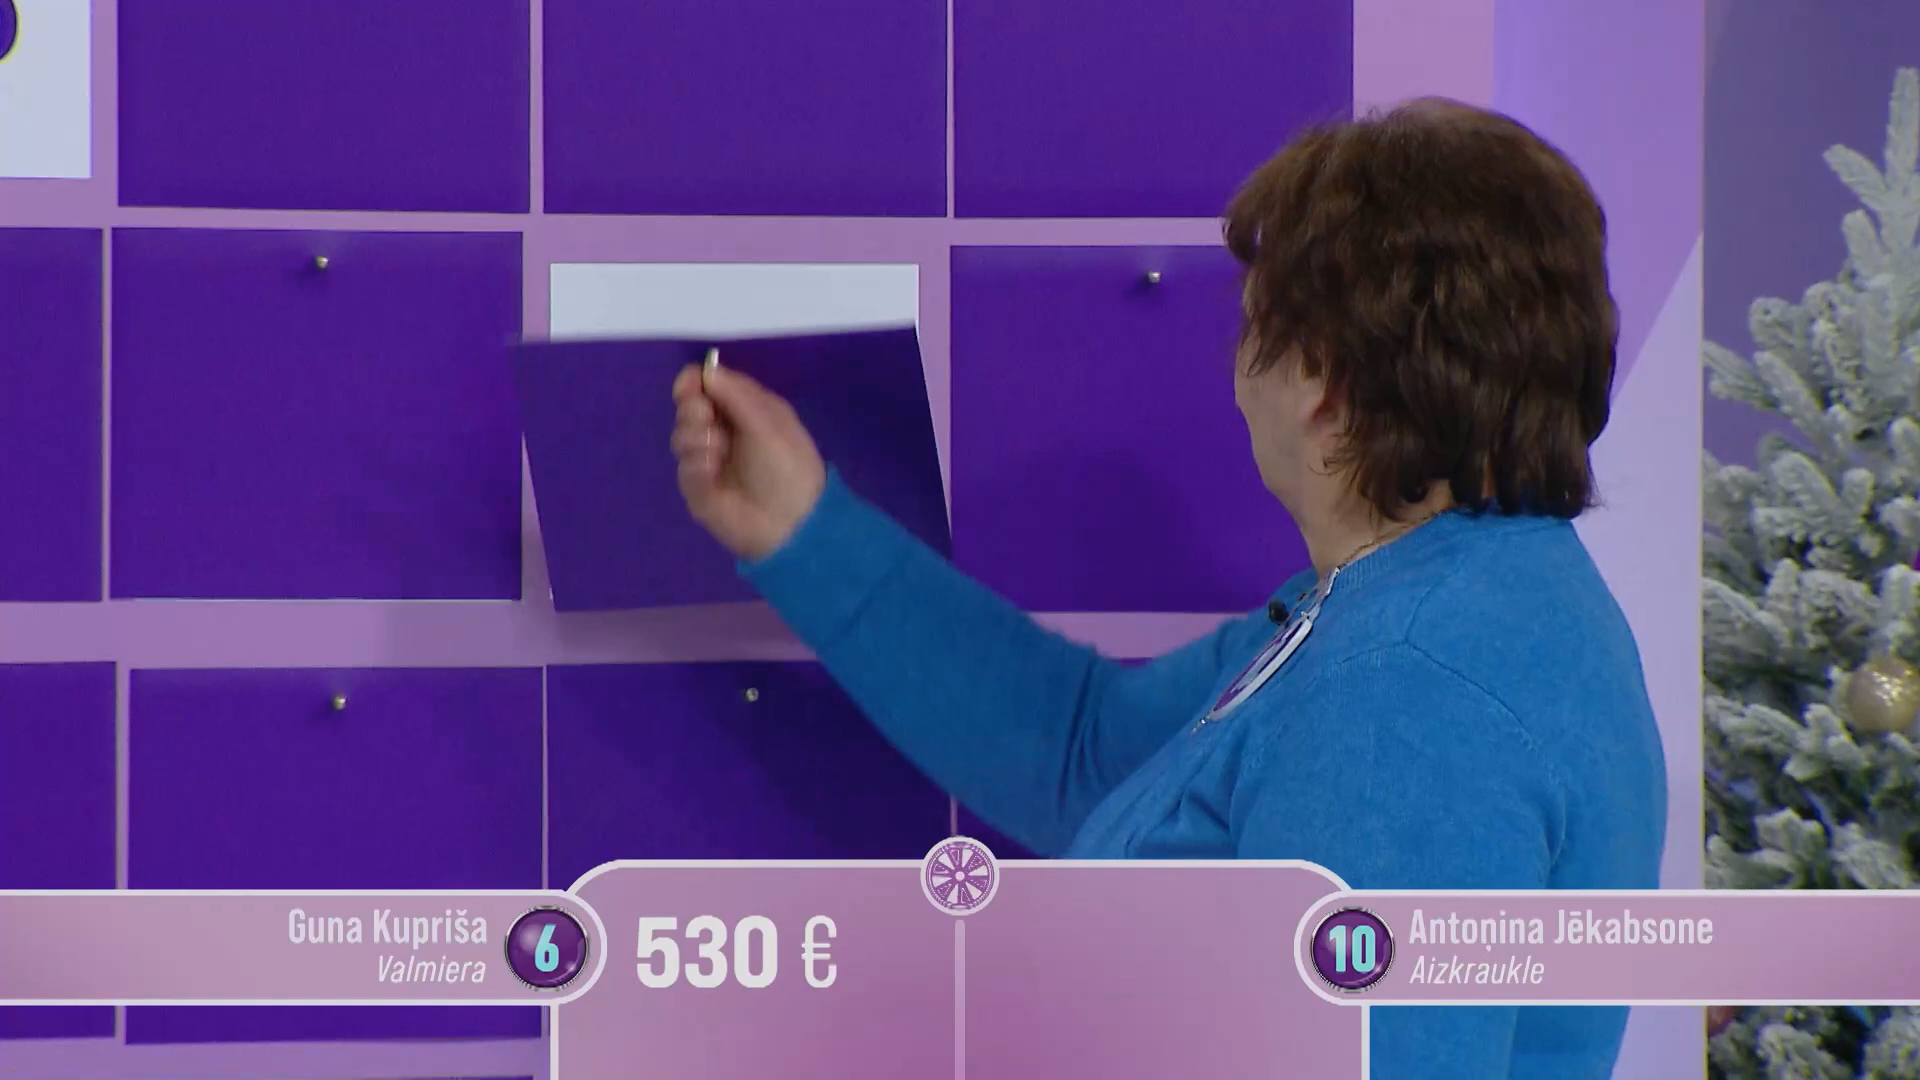 Guna Kupriša
Valmiera
6
530 €
10
Antoņina Jēkabsone
Aizkraukle